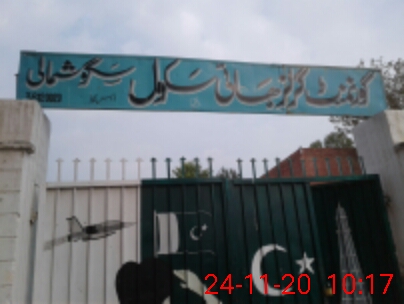 گورنمنٹ گرلز ہائی سکول سگو شمالی
24-11-20 10:17